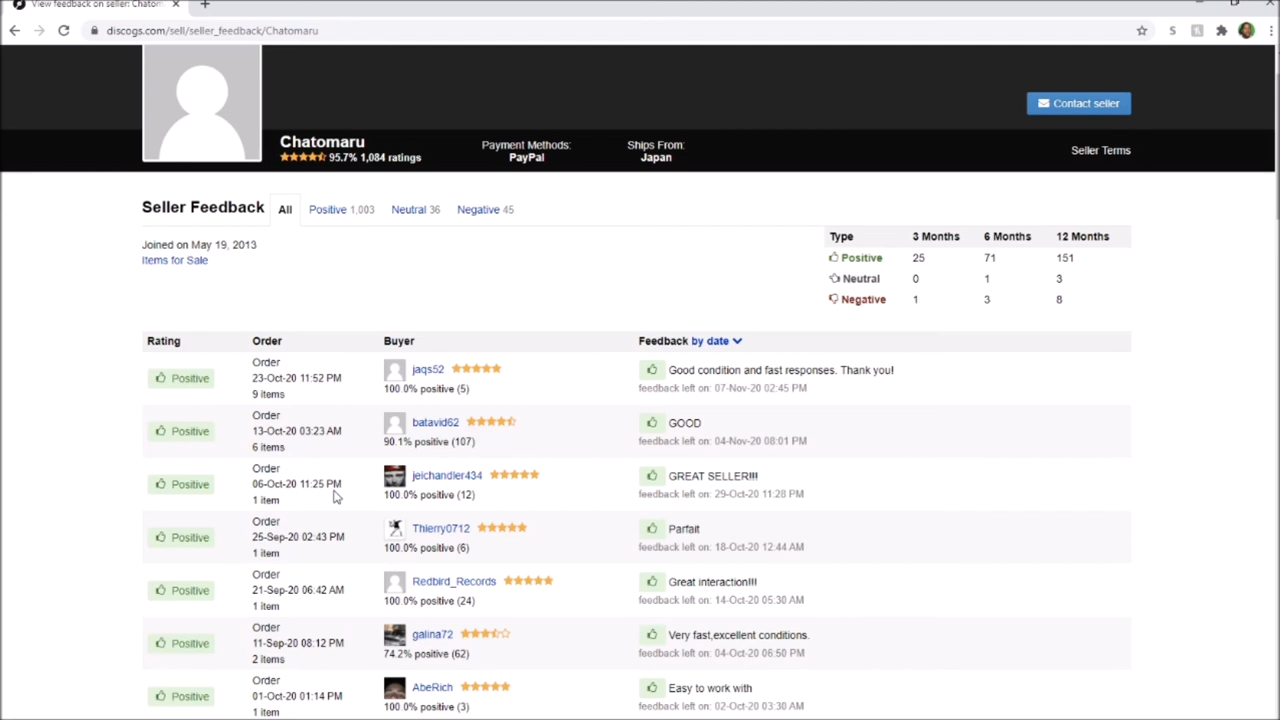 View feedback on seller: Chatom
discogs.com/sell/seller_feedback/Chatomaru
S
Contact seller
Chatomaru
95.7% 1,084 ratings
Payment Methods:
PayPal
Ships From:
Japan
Seller Terms
Seller Feedback All Positive 1,003 Neutral 36 Negative 45
Joined on May 19, 2013
Items for Sale
Type 3 Months 6 Months 12 Months
Positive 25 71 151
Neutral 0 1 3
Negative 1 3 8
Rating Order Buyer Feedback by date
Positive
Order
23-Oct-20 11:52 PM
9 items
jaqs52
100.0% positive (5)
Good condition and fast responses. Thank you!
feedback left on: 07-Nov-20 02:45 PM
Positive
Order
13-Oct-20 03:23 AM
6 items
batavid62
90.1% positive (107)
GOOD
feedback left on: 04-Nov-20 08:01 PM
Positive
Order
06-Oct-20 11:25 PM
1 item
jeichandler434
100.0% positive (12)
GREAT SELLER!!!
feedback left on: 29-Oct-20 11:28 PM
Positive
Order
25-Sep-20 02:43 PM
1 item
Thierry0712
100.0% positive (6)
Parfait
feedback left on: 18-Oct-20 12:44 AM
Positive
Order
21-Sep-20 06:42 AM
1 item
Redbird_Records
100.0% positive (24)
Great interaction!!!
feedback left on: 14-Oct-20 05:30 AM
Positive
Order
11-Sep-20 08:12 PM
2 items
galina72
74.2% positive (62)
Very fast,excellent conditions.
feedback left on: 04-Oct-20 06:50 PM
Positive
Order
01-Oct-20 01:14 PM
1 item
AbeRich
100.0% positive (3)
Easy to work with
feedback left on: 02-Oct-20 03:30 AM